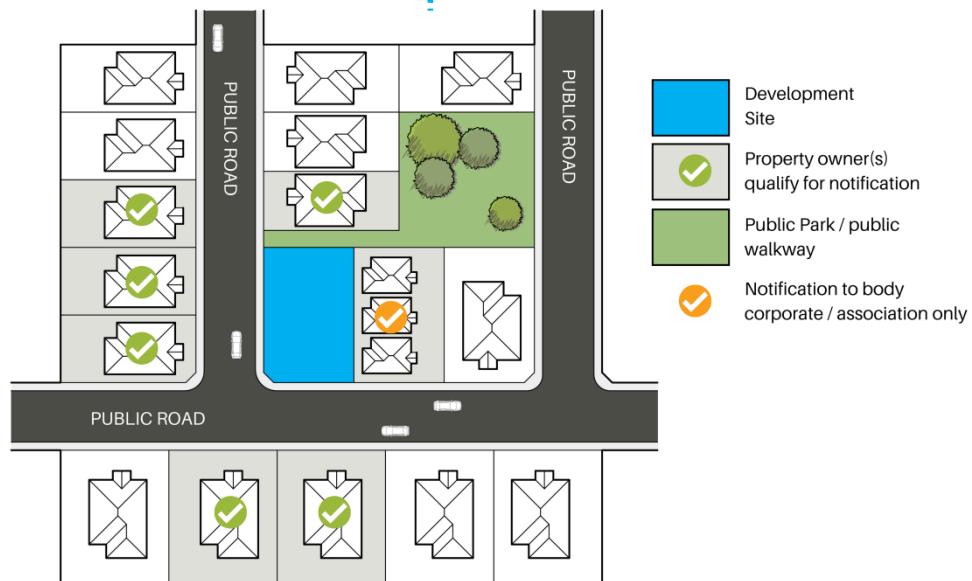 PUBLIC ROAD
PUBLIC ROAD
PUBLIC ROAD
Development
Site
Property owner(s)
qualify for notification
Public Park / public
walkway
Notification to body
corporate / association only